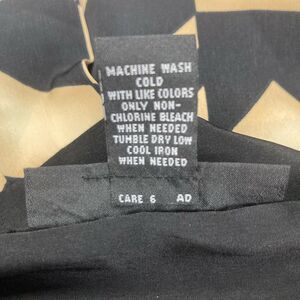 MACHINE WASH
COLD
WITH LIKE COLORS
ONLY NON-
CHLORINE BLEACH
WHEN NEEDED
TUMBLE DRY LOW
COOL IRON
WHEN NEEDED
CARE 6 AD